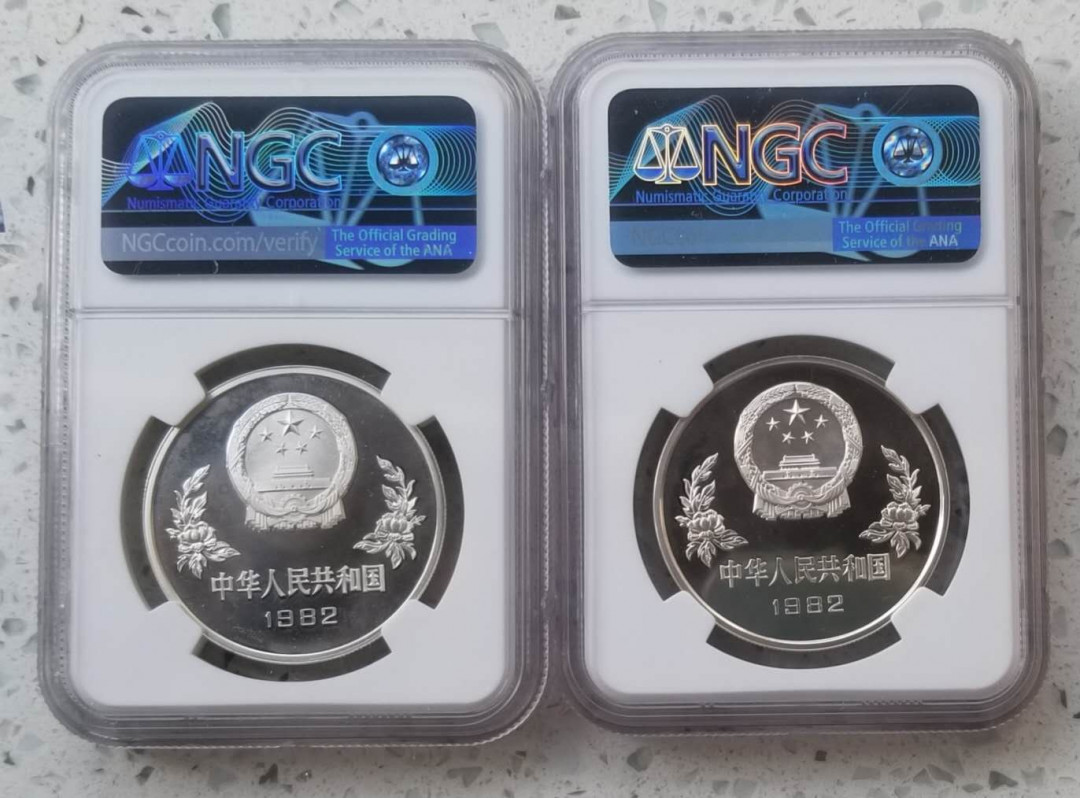 NGC
Numismatic Guaranty Corporation
NGCcoin.com/verify
The Official Grading
Service of the ANA
中华人民共和国
1982
NGC
Numismatic Guaranty Corporation
The Official Grading
Service of the ANA
中华人民共和国
1982